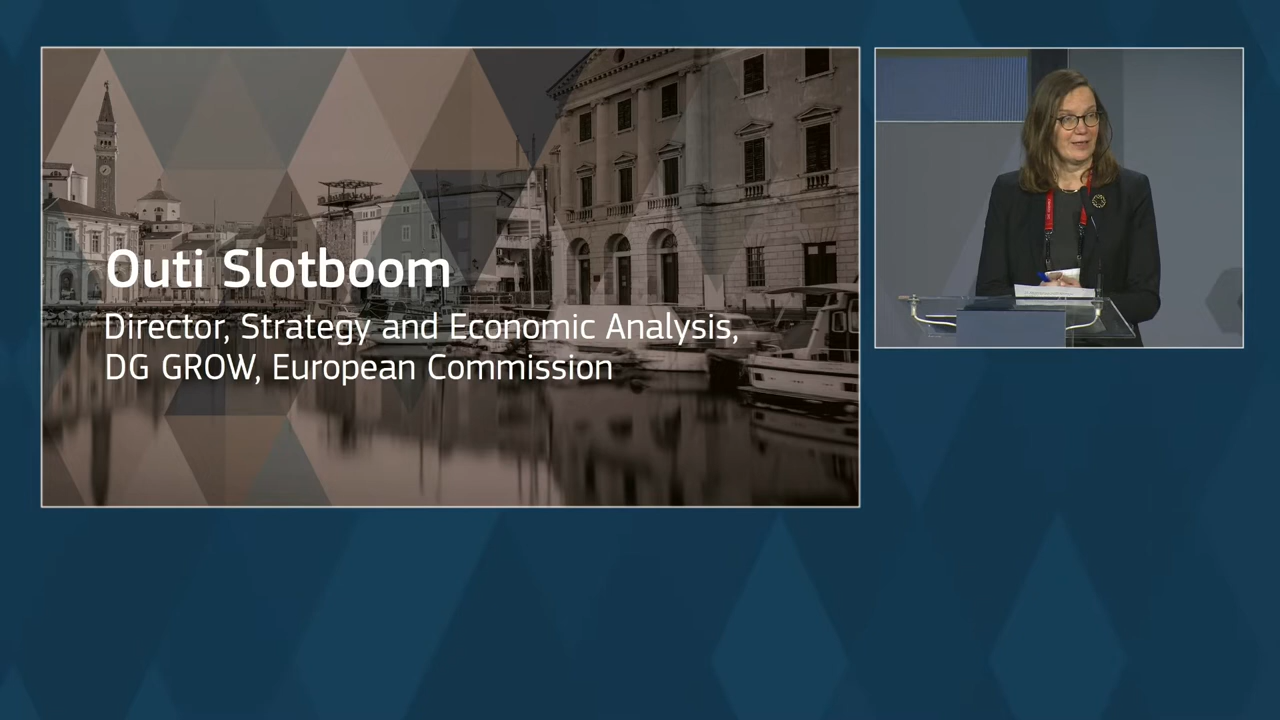 Outi Slotboom
Director, Strategy and Economic Analysis,
DG GROW, European Commission